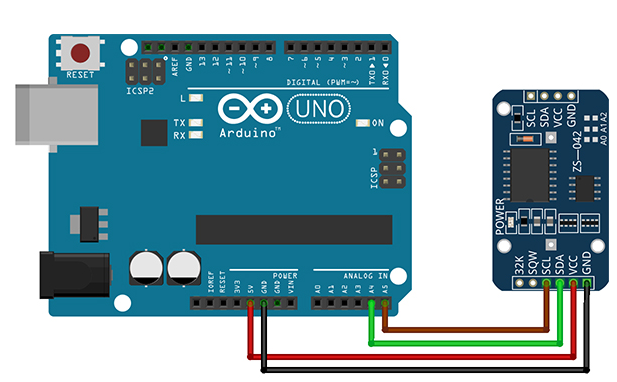 RESET
ICSP2
AREF
GND
13
12
~11
~10
~9
8
7
~6
~5
4
~3
2
TX0▶1
RX0◀0
DIGITAL (PWM=~)
L
TX
RX
UNO
Arduino™
ON
1
ICSP
POWER
ANALOG IN
IOREF
RESET
3V3
5V
GND
GND
VIN
A0
A1
A2
A3
A4
A5
SCL
SDA
VCC
GND
A0 A1 A2
ZS-042
POWER
32K
SQW
SCL
SDA
VCC
GND